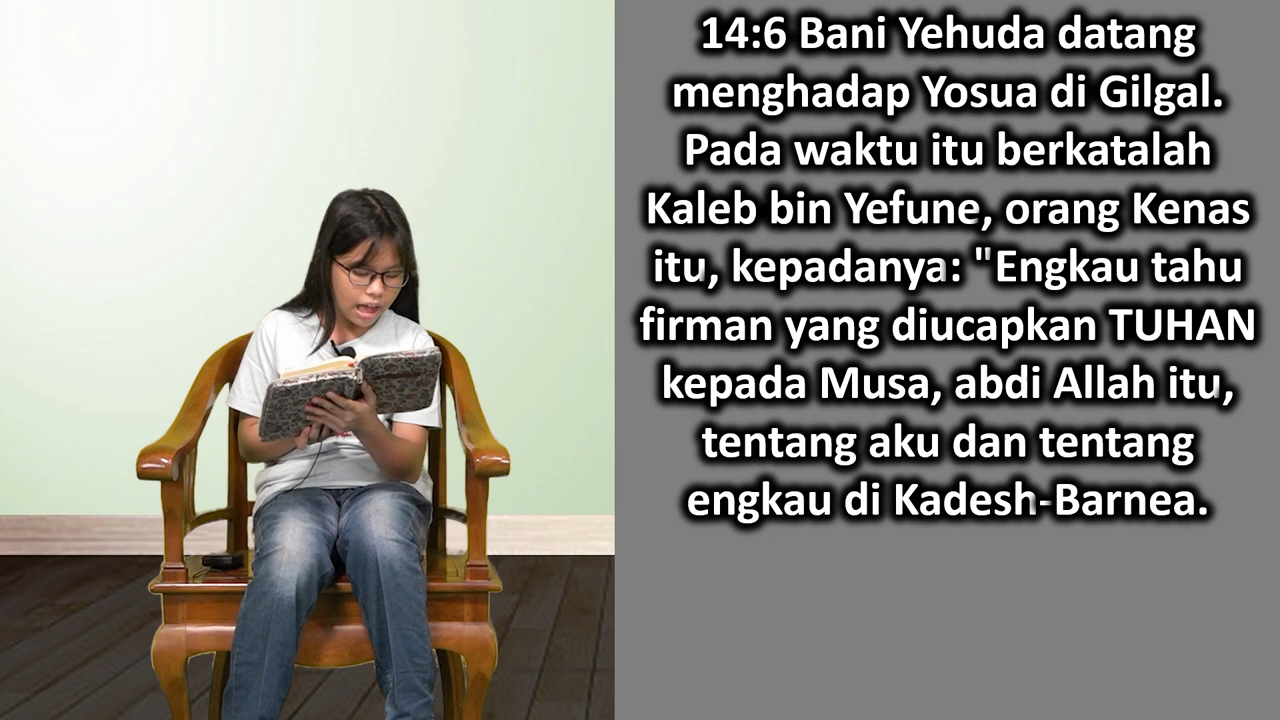 14:6 Bani Yehuda datang
menghadap Yosua di Gilgal.
Pada waktu itu berkatalah
Kaleb bin Yefune, orang Kenas
itu, kepadanya: "Engkau tahu
firman yang diucapkan TUHAN
kepada Musa, abdi Allah itu,
tentang aku dan tentang
engkau di Kadesh-Barnea.